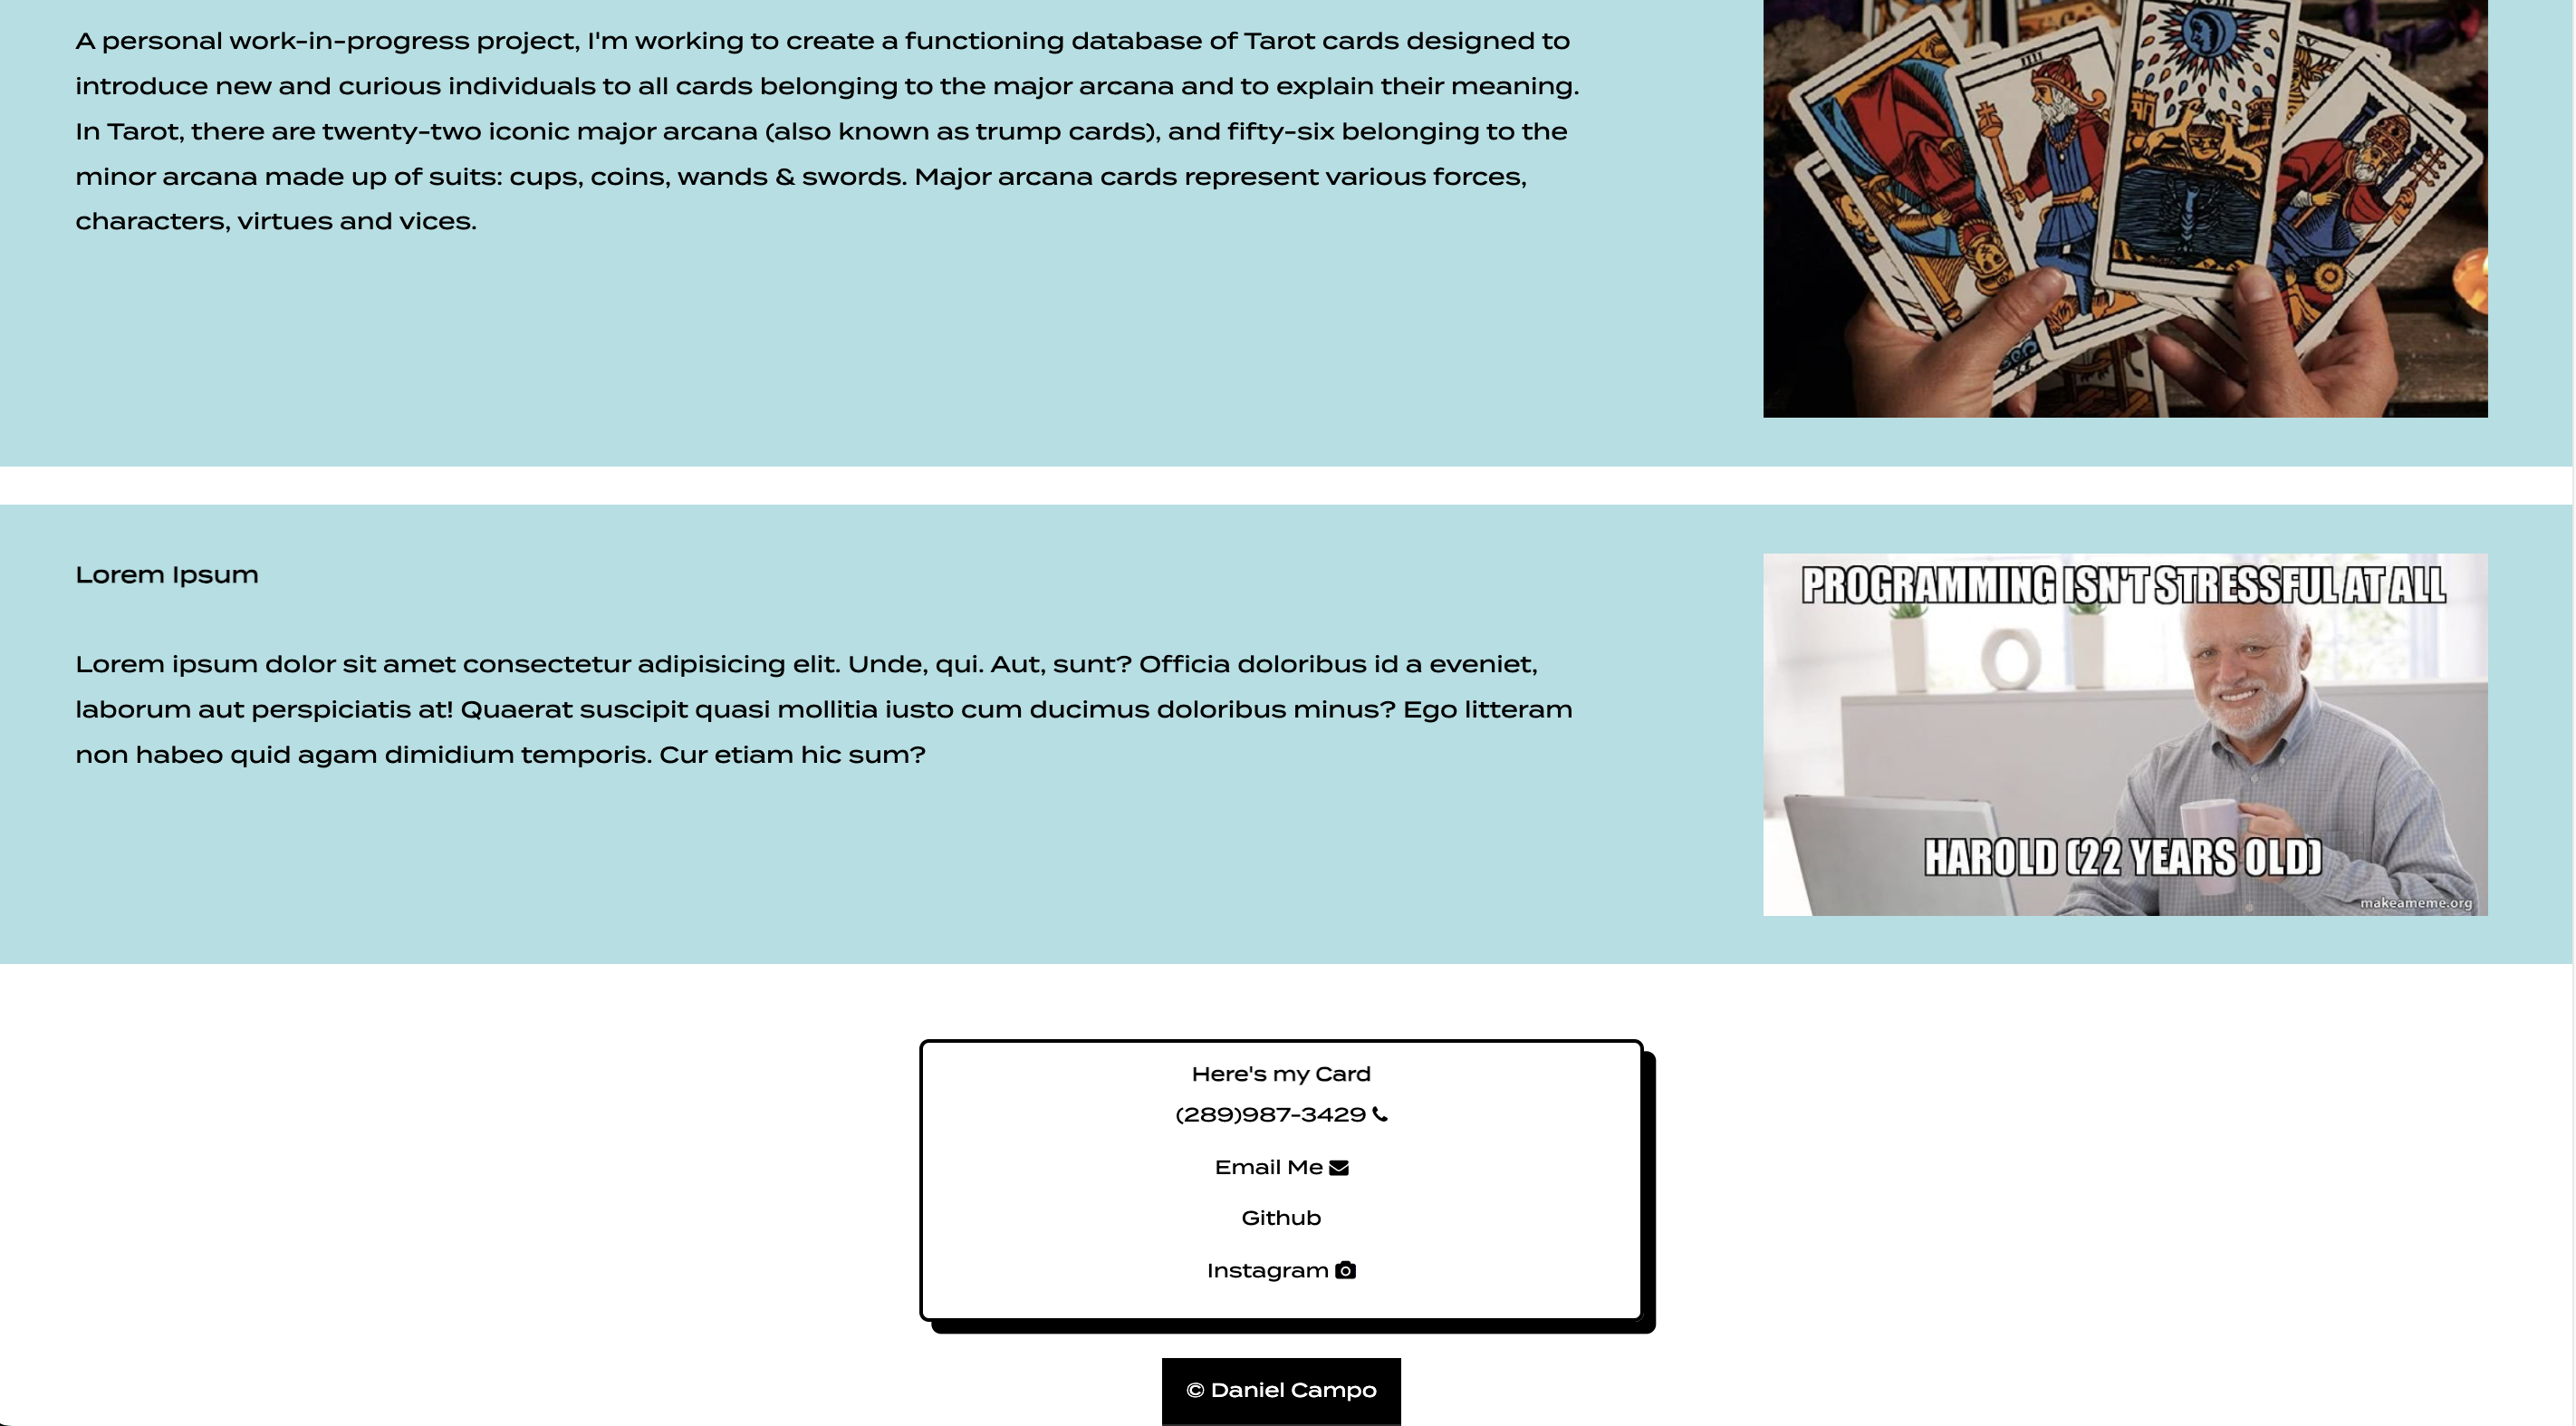 A personal work-in-progress project, I'm working to create a functioning database of Tarot cards designed to
introduce new and curious individuals to all cards belonging to the major arcana and to explain their meaning.
In Tarot, there are twenty-two iconic major arcana (also known as trump cards), and fifty-six belonging to the
minor arcana made up of suits: cups, coins, wands & swords. Major arcana cards represent various forces,
characters, virtues and vices.
IIII
Lorem Ipsum
Lorem ipsum dolor sit amet consectetur adipisicing elit. Unde, qui. Aut, sunt? Officia doloribus id a eveniet,
laborum aut perspiciatis at! Quaerat suscipit quasi mollitia iusto cum ducimus doloribus minus? Ego litteram
non habeo quid agam dimidium temporis. Cur etiam hic sum?
PROGRAMMING ISN'T STRESSFUL AT ALL
HAROLD (22 YEARS OLD)
makeameme.org
Here's my Card
(289)987-3429
Email Me
Github
Instagram
© Daniel Campo